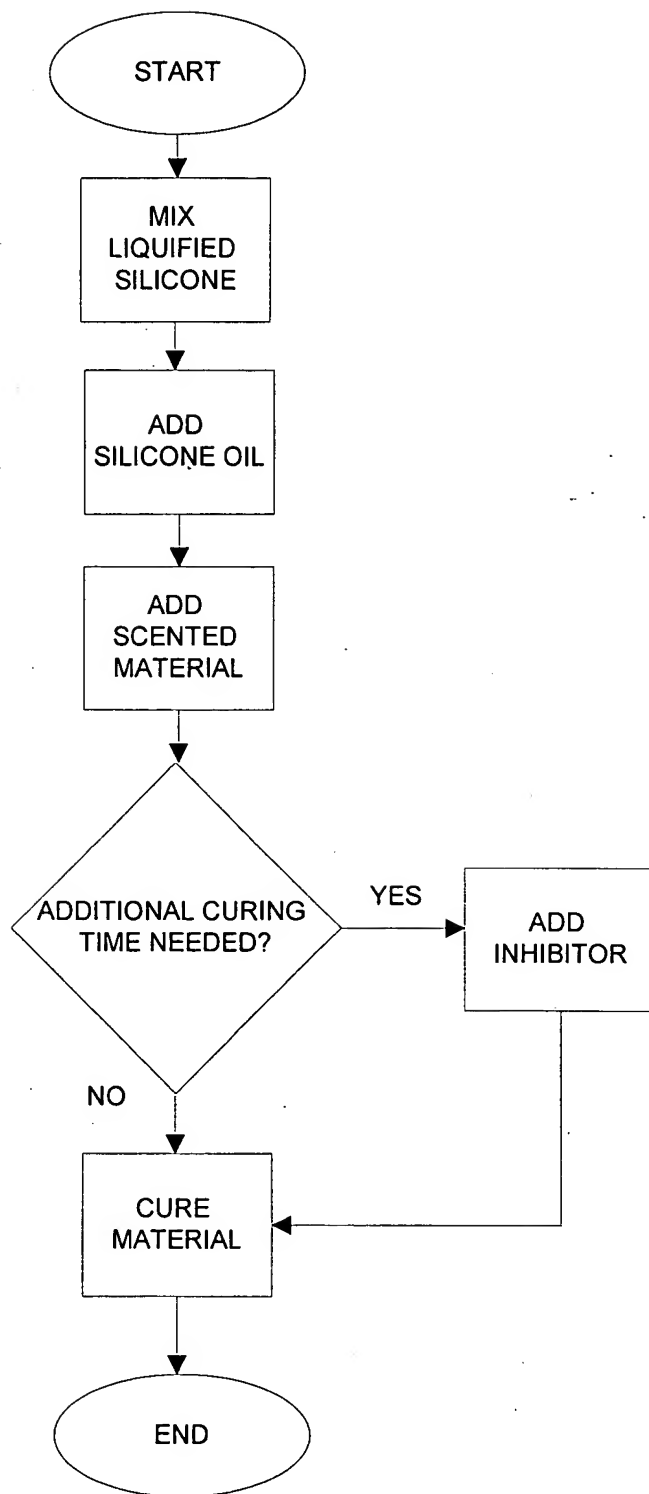 START
MIX
LIQUIFIED
SILICONE
ADD
SILICONE OIL
ADD
SCENTED
MATERIAL
ADDITIONAL CURING
TIME NEEDED?
YES
ADD
INHIBITOR
NO
CURE
MATERIAL
END